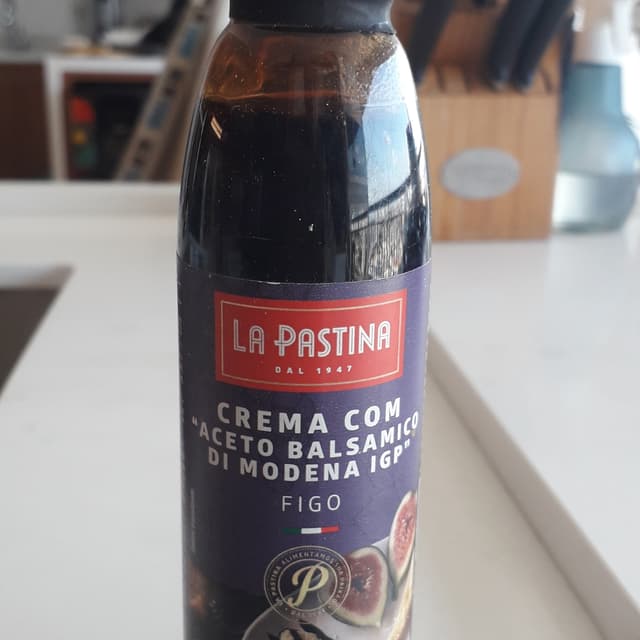 LA PASTINA
DAL 1947
CREMA COM
"ACETO BALSAMICO
DI MODENA IGP"
FIGO
P